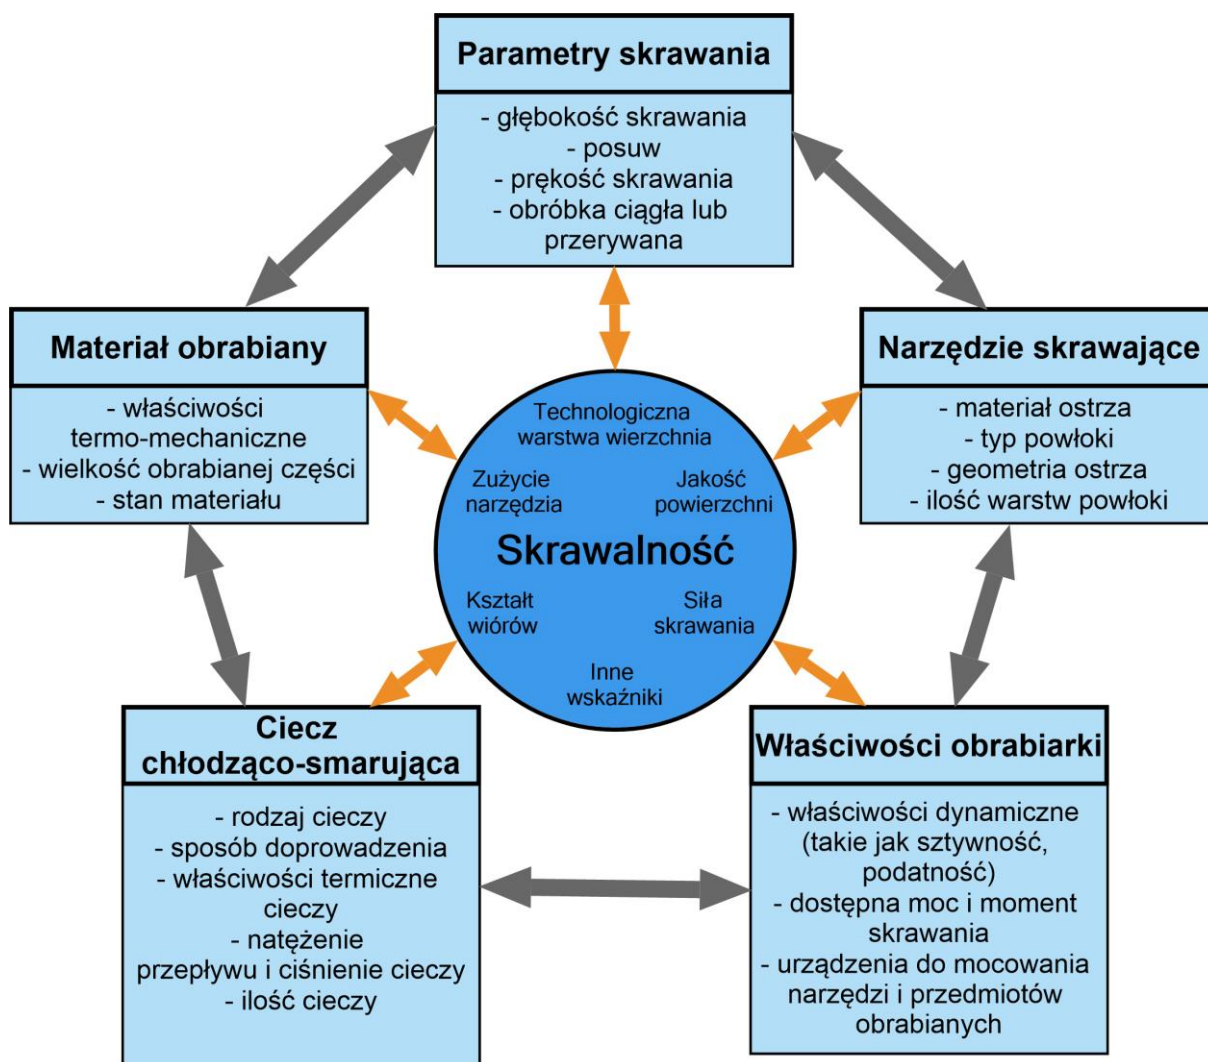 Parametry skrawania
- głębokość skrawania
- posuw
- prękość skrawania
- obróbka ciągła lub
przerywana
Materiał obrabiany
- właściwości
termo-mechaniczne
- wielkość obrabianej części
- stan materiału
Narzędzie skrawające
- materiał ostrza
- typ powłoki
- geometria ostrza
- ilość warstw powłoki
Technologiczna
warstwa wierzchnia
Zużycie
narzędzia
Jakość
powierzchni
Skrawalność
Kształt
wiórów
Siła
skrawania
Inne
wskaźniki
Ciecz
chłodząco-smarująca
- rodzaj cieczy
- sposób doprowadzenia
- właściwości termiczne
cieczy
- natężenie
przepływu i ciśnienie cieczy
- ilość cieczy
Właściwości obrabiarki
- właściwości dynamiczne
(takie jak sztywność,
podatność)
- dostępna moc i moment
skrawania
- urządzenia do mocowania
narzędzi i przedmiotów
obrabianych